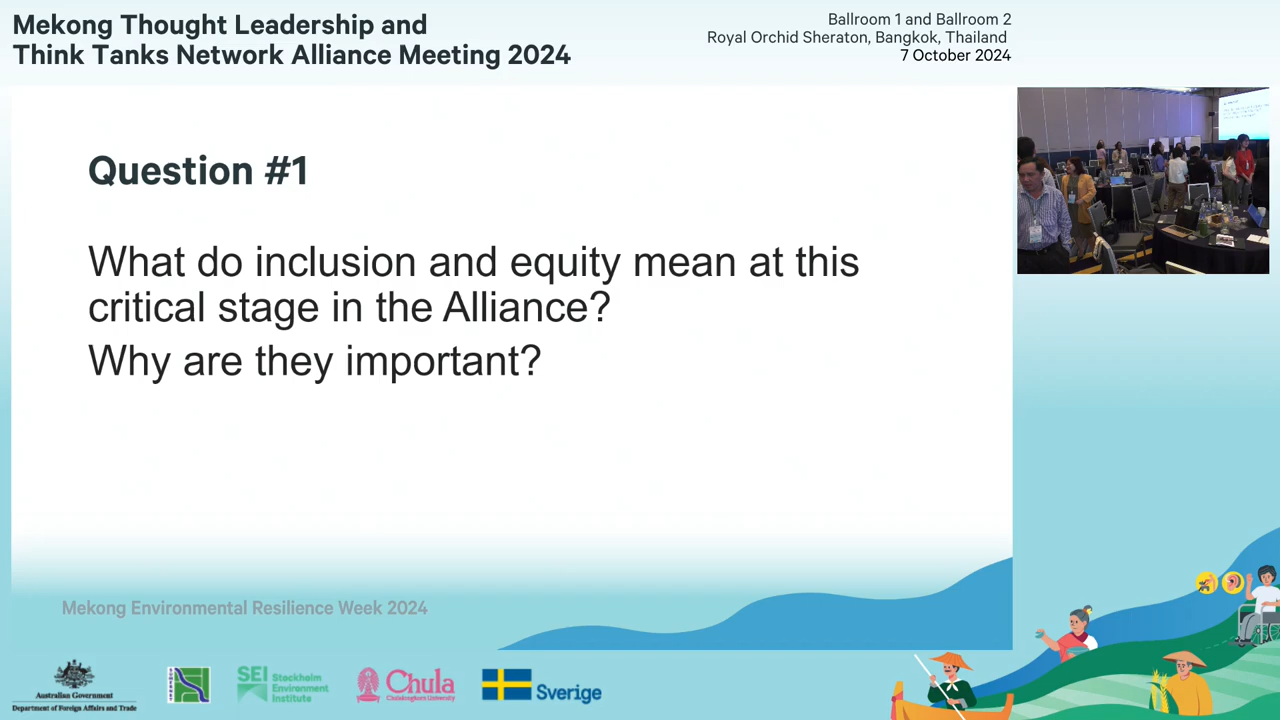 Mekong Thought Leadership and
Think Tanks Network Alliance Meeting 2024
Ballroom 1 and Ballroom 2
Royal Orchid Sheraton, Bangkok, Thailand
7 October 2024
Question #1
What do inclusion and equity mean at this
critical stage in the Alliance?
Why are they important?
Mekong Environmental Resilience Week 2024
Australian Government
Department of Foreign Affairs and Trade
SEI Stockholm
Environment
Institute
Chula
Chulalongkorn University
Sverige